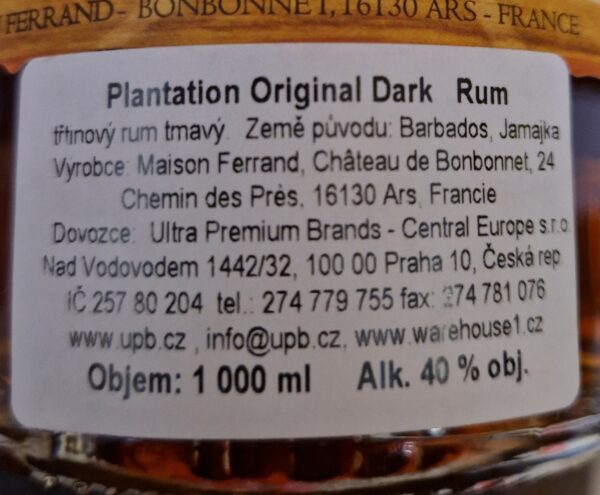 FERRAND - BONBONNET, 16130 ARS - FRANCE
Plantation Original Dark Rum
třtinový rum tmavý. Země původu: Barbados, Jamajka
Vyrobce: Maison Ferrand, Château de Bonbonnet, 24
Chemin des Près, 16130 Ars, Francie
Dovozce: Ultra Premium Brands - Central Europe s.r.o.
Nad Vodovodem 1442/32, 100 00 Praha 10, Česká rep.
IČ 257 80 204 tel.: 274 779 755 fax: 274 781 076
www.upb.cz , info@upb.cz, www.warehouse1.cz
Objem: 1 000 ml Alk. 40 % obj.